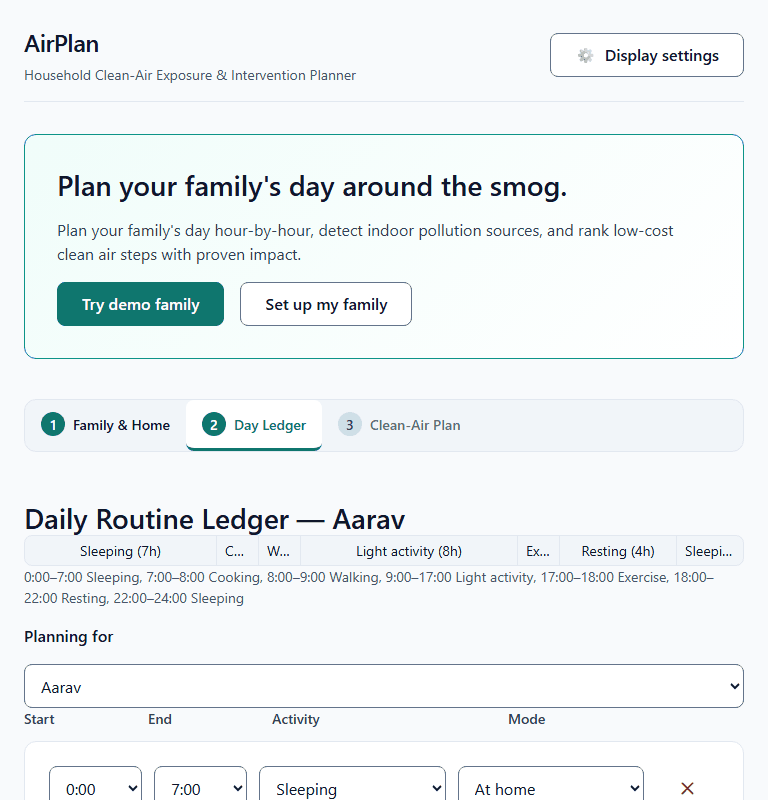 AirPlan
Household Clean-Air Exposure & Intervention Planner
Display settings
Plan your family's day around the smog.
Plan your family's day hour-by-hour, detect indoor pollution sources, and rank low-cost
clean air steps with proven impact.
Try demo family
Set up my family
1 Family & Home
2 Day Ledger
3 Clean-Air Plan
Daily Routine Ledger — Aarav
Sleeping (7h) C... W... Light activity (8h) Ex... Resting (4h) Sleepi...
0:00–7:00 Sleeping, 7:00–8:00 Cooking, 8:00–9:00 Walking, 9:00–17:00 Light activity, 17:00–18:00 Exercise, 18:00–
22:00 Resting, 22:00–24:00 Sleeping
Planning for
Aarav
Start End Activity Mode
0:00 7:00 Sleeping At home